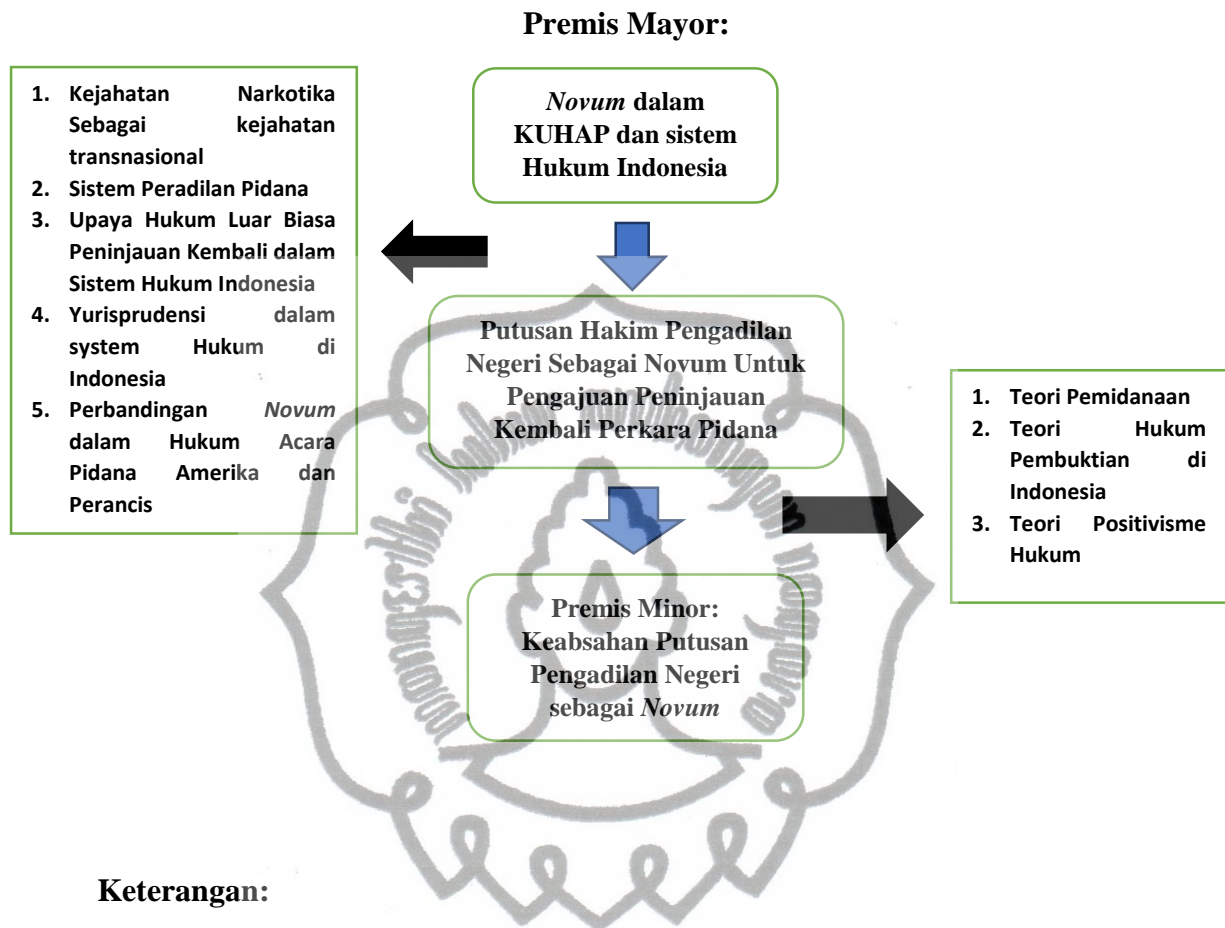 Premis Mayor:
1. Kejahatan Narkotika
Sebagai kejahatan
transnasional
2. Sistem Peradilan Pidana
3. Upaya Hukum Luar Biasa
Peninjauan Kembali dalam
Sistem Hukum Indonesia
4. Yurisprudensi dalam
system Hukum di
Indonesia
5. Perbandingan Novum
dalam Hukum Acara
Pidana Amerika dan
Perancis
Novum dalam
KUHAP dan sistem
Hukum Indonesia
Putusan Hakim Pengadilan
Negeri Sebagai Novum Untuk
Pengajuan Peninjauan
Kembali Perkara Pidana
1. Teori Pemidanaan
2. Teori Hukum
Pembuktian di
Indonesia
3. Teori Positivisme
Hukum
Premis Minor:
Keabsahan Putusan
Pengadilan Negeri
sebagai Novum
Keterangan: